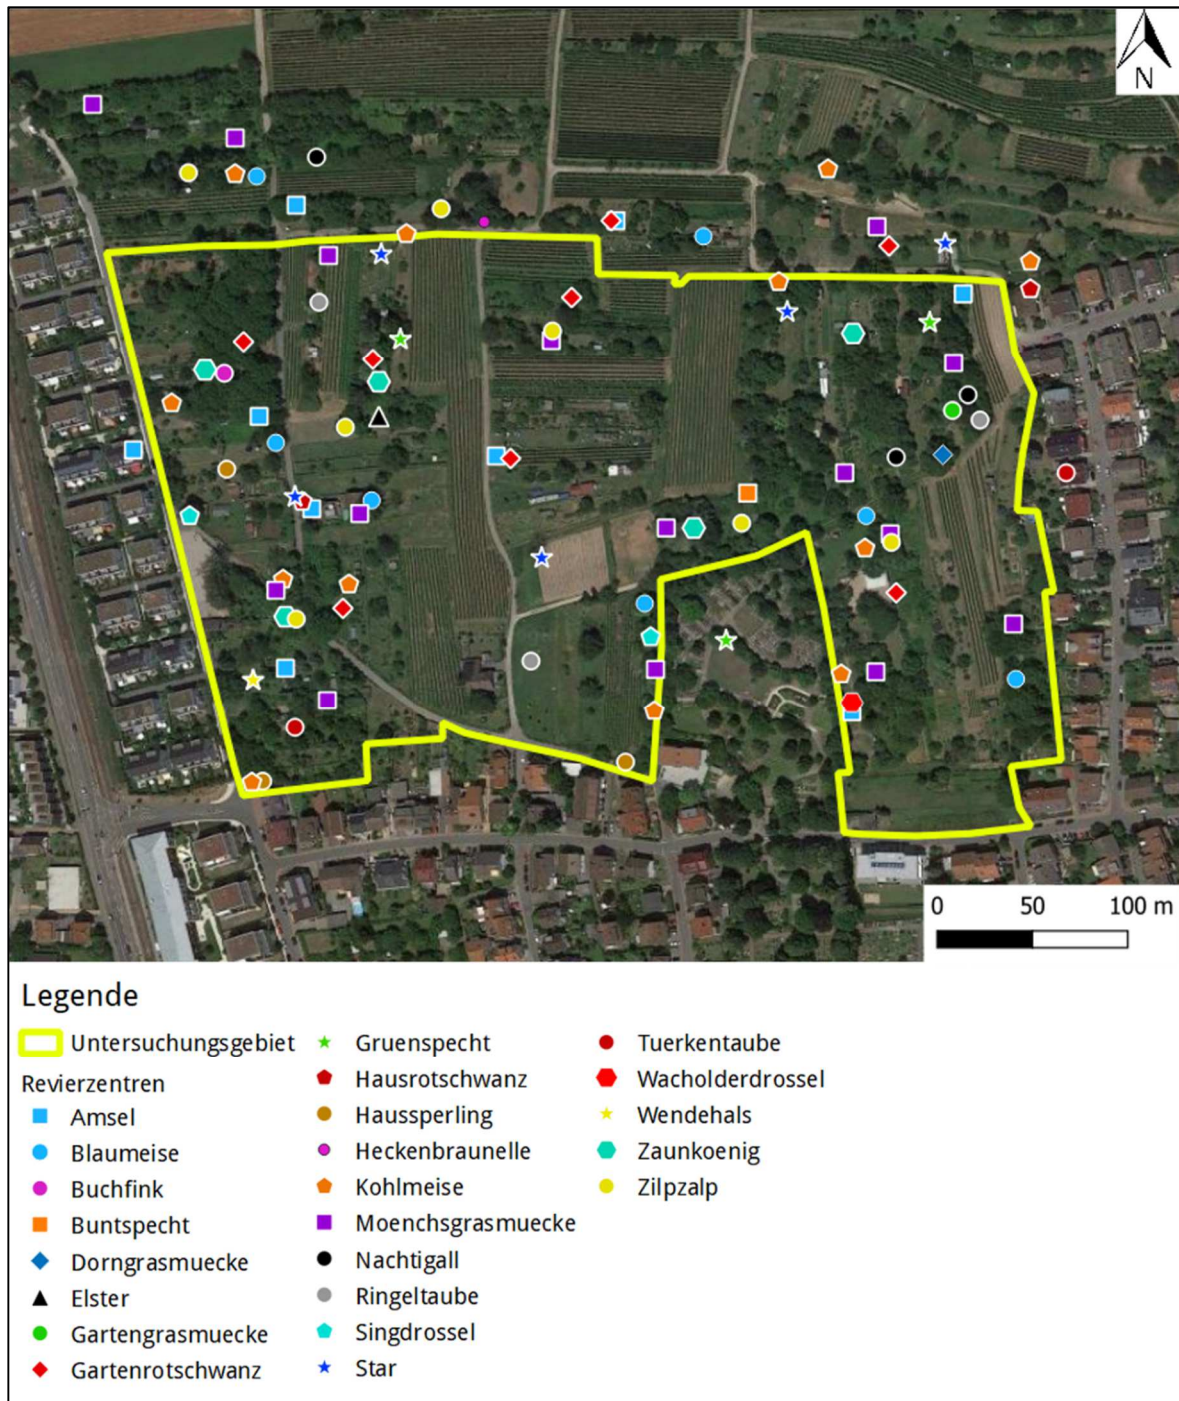 N
0 50 100 m
Legende
Untersuchungsgebiet
Revierzentren
Amsel
Blaumeise
Buchfink
Buntspecht
Dorngrasmuecke
Elster
Gartengrasmuecke
Gartenrotschwanz
Gruenspecht
Hausrotschwanz
Haussperling
Heckenbraunelle
Kohlmeise
Moenchsgrasmuecke
Nachtigall
Ringeltaube
Singdrossel
Star
Tuerkentaube
Wacholderdrossel
Wendehals
Zaunkoenig
Zilpzalp